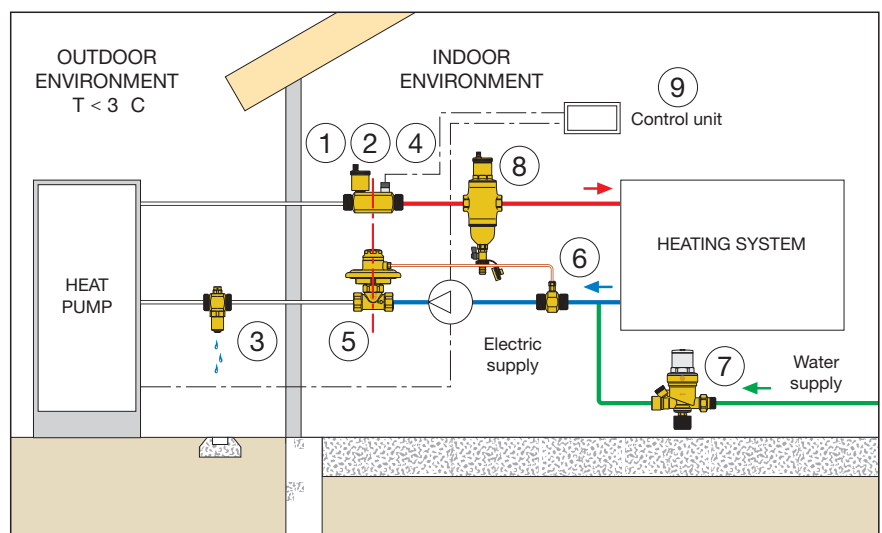 OUTDOOR
ENVIRONMENT
T < 3  C
INDOOR
ENVIRONMENT
9
Control unit
1 2 4
8
HEATING SYSTEM
HEAT
PUMP
6
3
5
Electric
supply
7
Water
supply